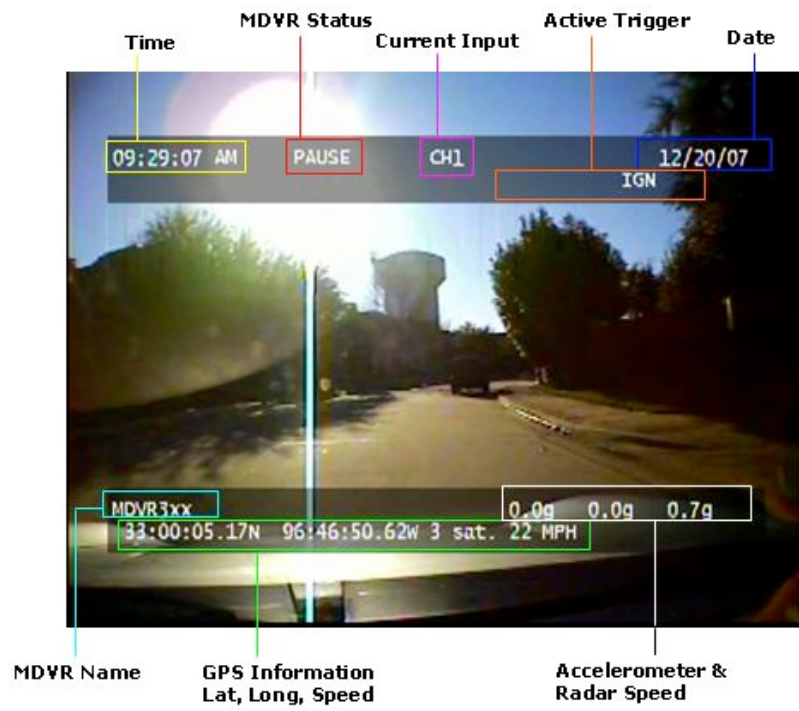 Time
MDVR Status
Current Input
Active Trigger
Date
09:29:07 AM PAUSE CH1 12/20/07
IGN
MDVR3xx 0.0g 0.0g 0.7g
33:00:05.17N 96:46:50.62W 3 sat. 22 MPH
MDVR Name
GPS Information
Lat, Long, Speed
Accelerometer &
Radar Speed